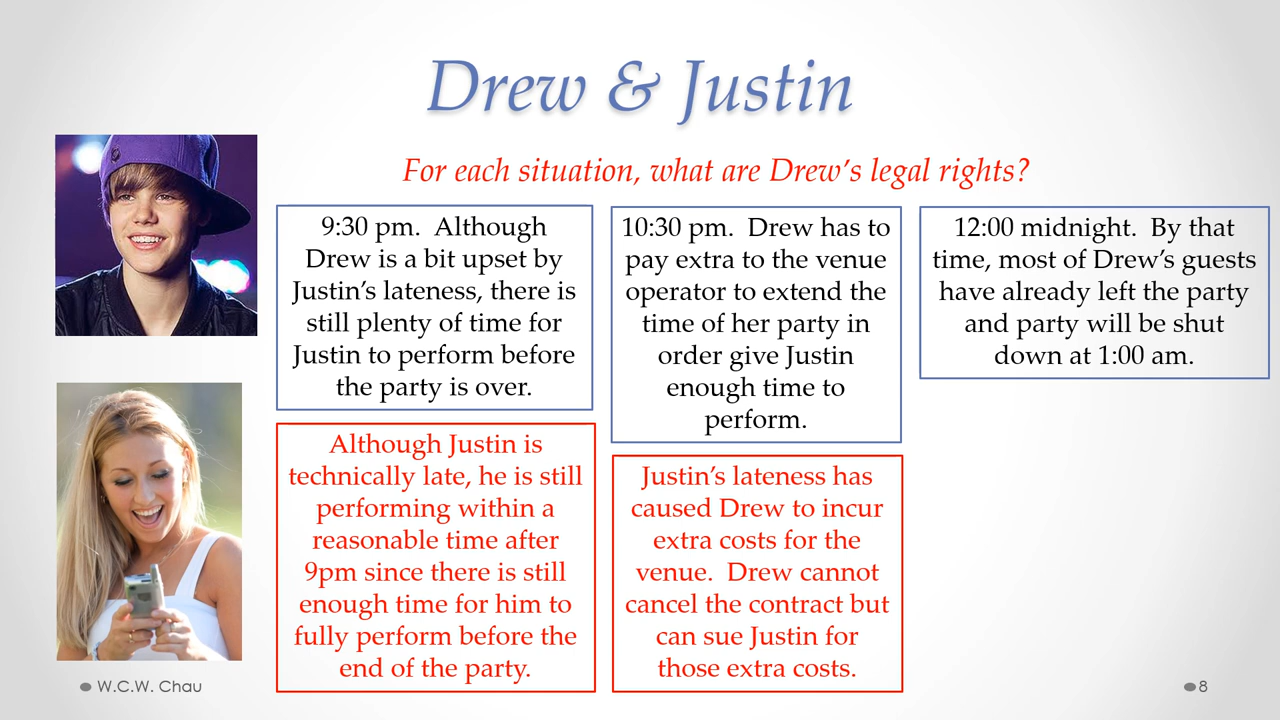 Drew & Justin
For each situation, what are Drew's legal rights?
9:30 pm.  Although
Drew is a bit upset by
Justin's lateness, there is
still plenty of time for
Justin to perform before
the party is over.
10:30 pm.  Drew has to
pay extra to the venue
operator to extend the
time of her party in
order give Justin
enough time to
perform.
12:00 midnight.  By that
time, most of Drew's guests
have already left the party
and party will be shut
down at 1:00 am.
Although Justin is
technically late, he is still
performing within a
reasonable time after
9pm since there is still
enough time for him to
fully perform before the
end of the party.
Justin's lateness has
caused Drew to incur
extra costs for the
venue.  Drew cannot
cancel the contract but
can sue Justin for
those extra costs.
W.C.W. Chau
8